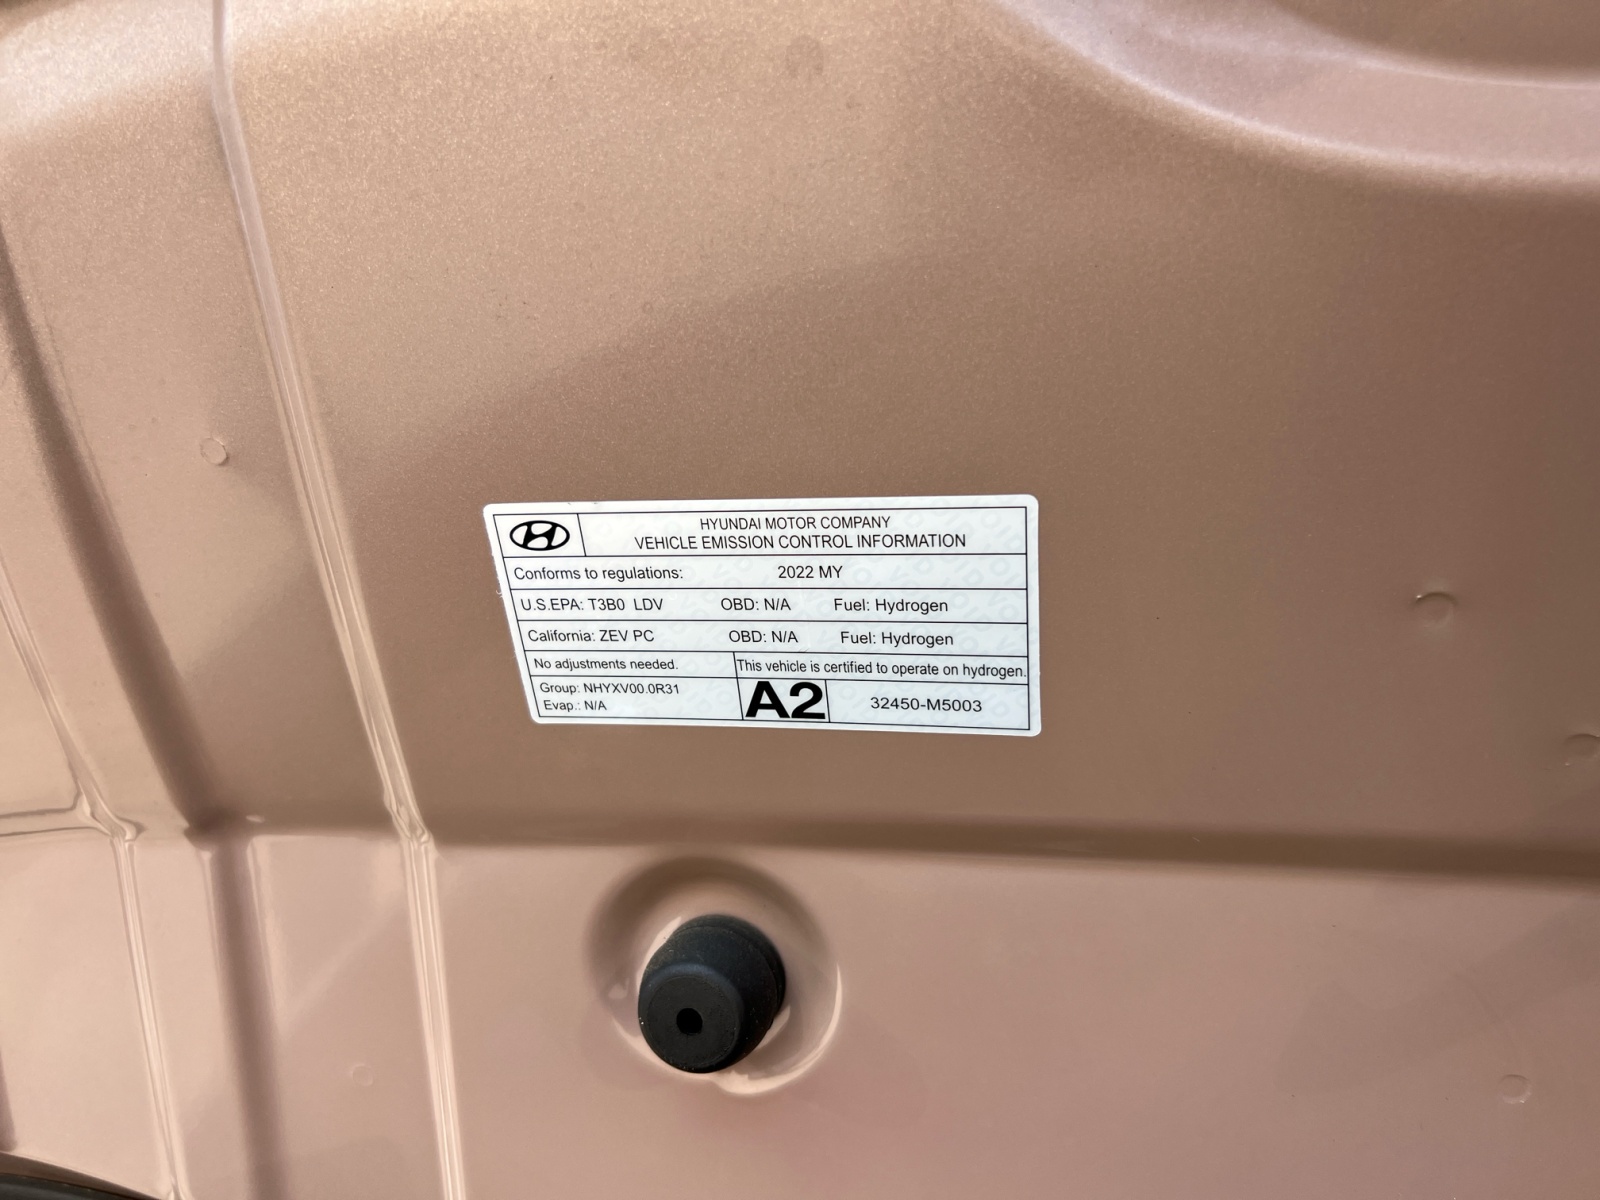 HYUNDAI MOTOR COMPANY
VEHICLE EMISSION CONTROL INFORMATION
Conforms to regulations: 2022 MY
U.S.EPA: T3B0 LDV OBD: N/A Fuel: Hydrogen
California: ZEV PC OBD: N/A Fuel: Hydrogen
No adjustments needed. This vehicle is certified to operate on hydrogen.
Group: NHYXV00.0R31
Evap.: N/A
A2 32450-M5003